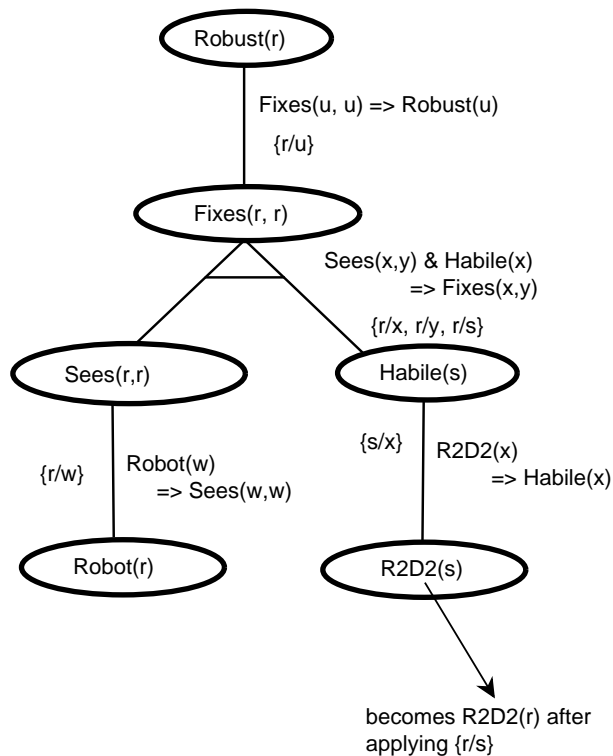 Robust(r)
Fixes(u, u) => Robust(u)
{r/u}
Fixes(r, r)
Sees(x,y) & Habile(x)
=> Fixes(x,y)
{r/x, r/y, r/s}
Sees(r,r)
Habile(s)
{r/w}
Robot(w)
=> Sees(w,w)
{s/x}
R2D2(x)
=> Habile(x)
Robot(r)
R2D2(s)
becomes R2D2(r) after
applying {r/s}